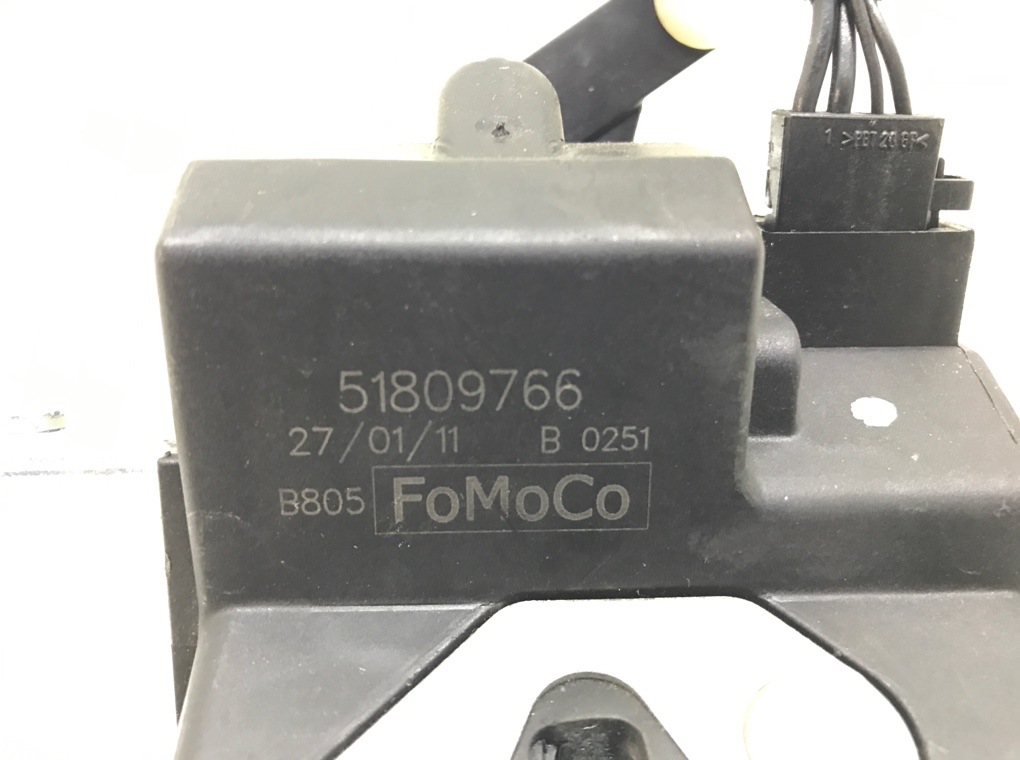 1 >PBT 20 GF<
51809766
27/01/11 B 0251
B805 FoMoCo